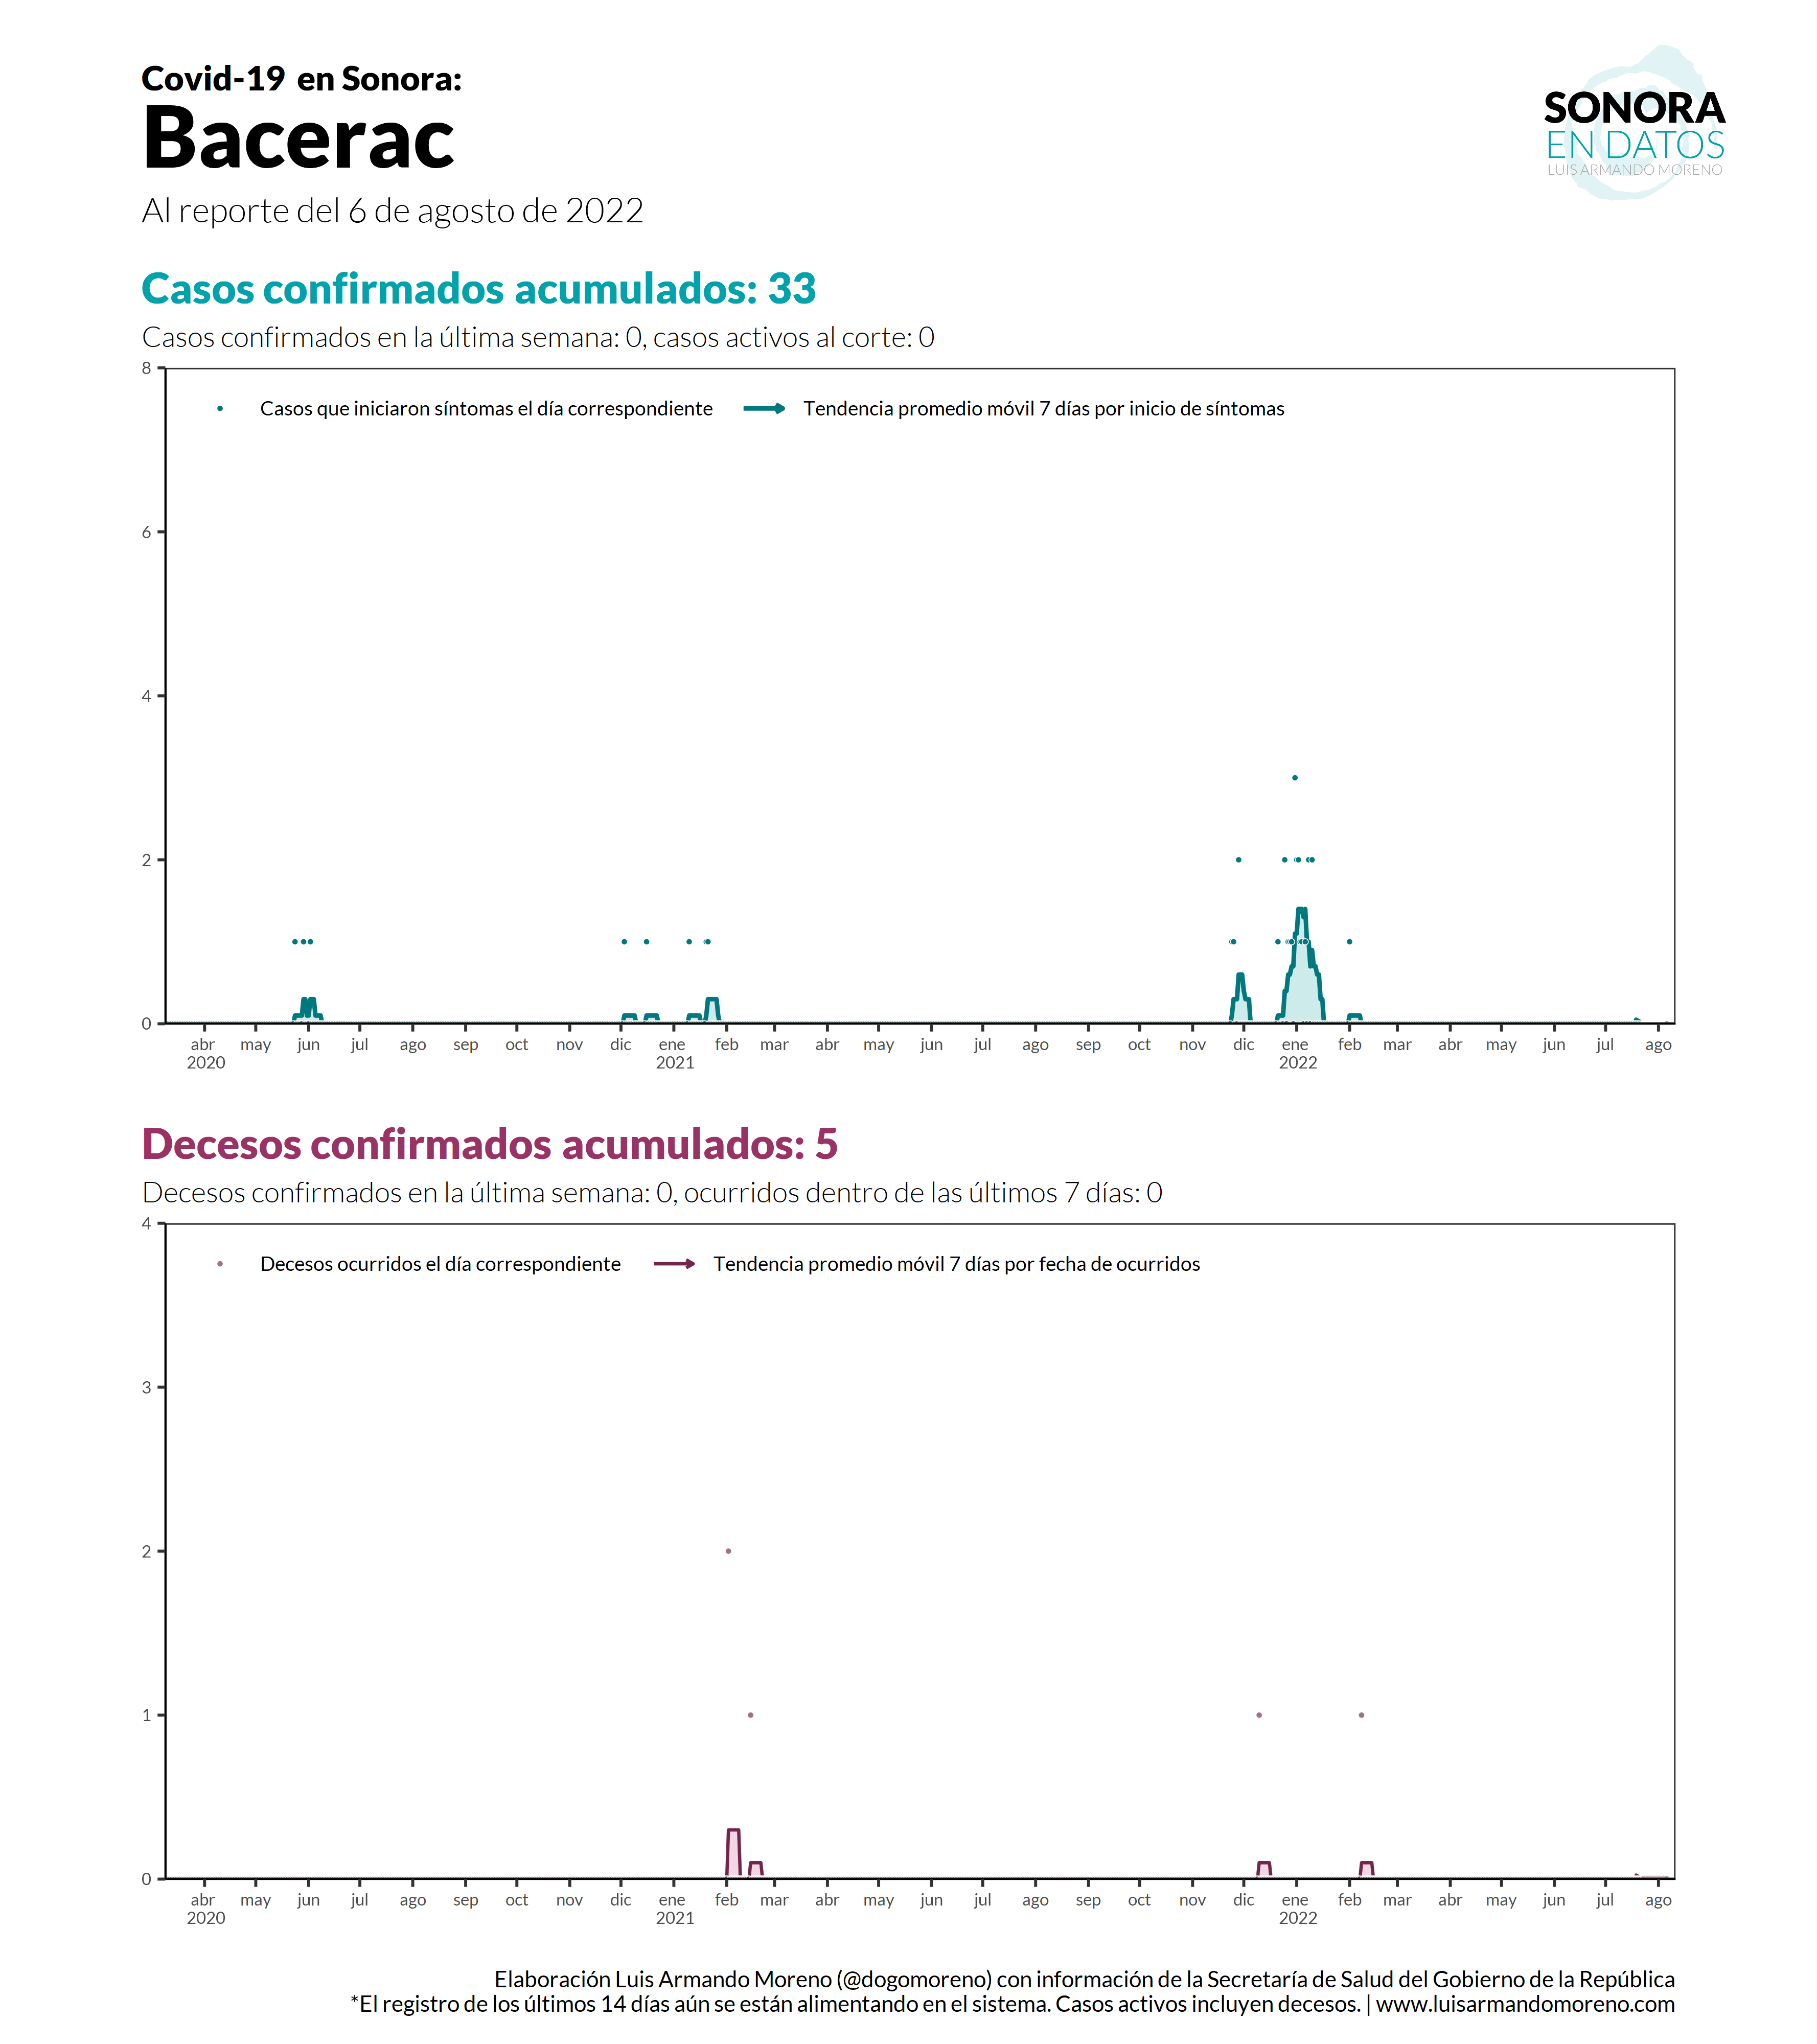 Covid-19 en Sonora:
Bacerac
Al reporte del 6 de agosto de 2022
SONORA
EN DATOS
LUIS ARMANDO MORENO
Casos confirmados acumulados: 33
Casos confirmados en la última semana: 0, casos activos al corte: 0
Casos que iniciaron síntomas el día correspondiente Tendencia promedio móvil 7 días por inicio de síntomas
8
6
4
2
0
abr may jun jul ago sep oct nov dic ene feb mar abr may jun jul ago sep oct nov dic ene feb mar abr may jun jul ago
2020 2021 2022
Decesos confirmados acumulados: 5
Decesos confirmados en la última semana: 0, ocurridos dentro de las últimos 7 días: 0
Decesos ocurridos el día correspondiente Tendencia promedio móvil 7 días por fecha de ocurridos
4
3
2
1
0
abr may jun jul ago sep oct nov dic ene feb mar abr may jun jul ago sep oct nov dic ene feb mar abr may jun jul ago
2020 2021 2022
Elaboración Luis Armando Moreno (@dogomoreno) con información de la Secretaría de Salud del Gobierno de la República
*El registro de los últimos 14 días aún se están alimentando en el sistema. Casos activos incluyen decesos. | www.luisarmandomoreno.com